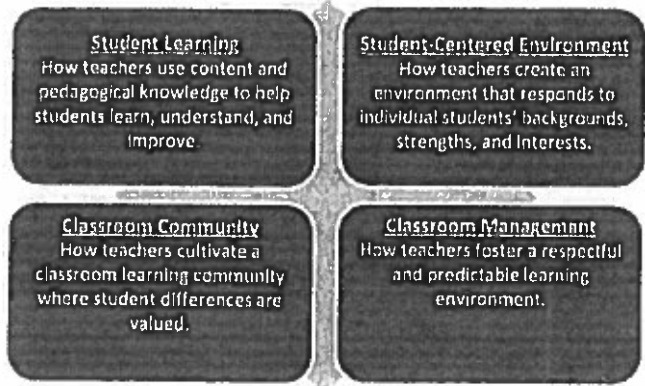 Student Learning
How teachers use content and
pedagogical knowledge to help
students learn, understand, and
improve.
Student-Centered Environment
How teachers create an
environment that responds to
individual students' backgrounds,
strengths, and interests.
Classroom Community
How teachers cultivate a
classroom learning community
where student differences are
valued.
Classroom Management
How teachers foster a respectful
and predictable learning
environment.